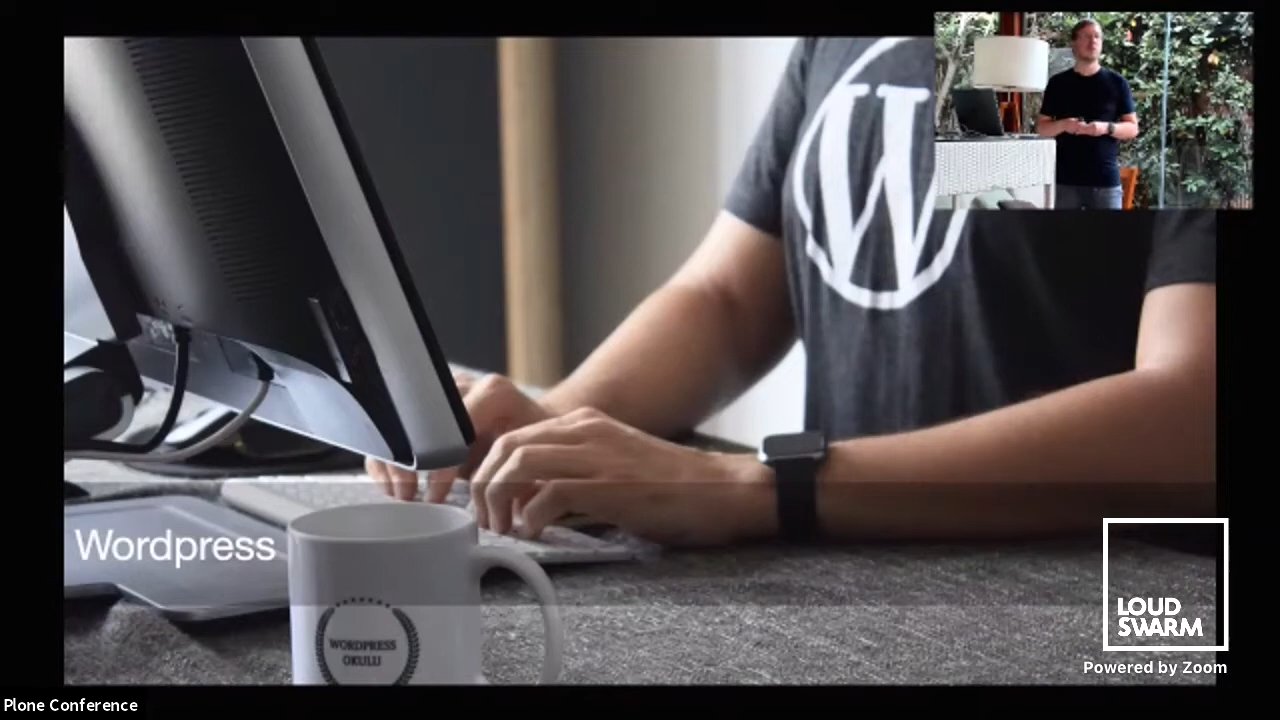 W
Wordpress
WORDPRESS
OKULU
LOUD
SWARM
Powered by Zoom
Plone Conference